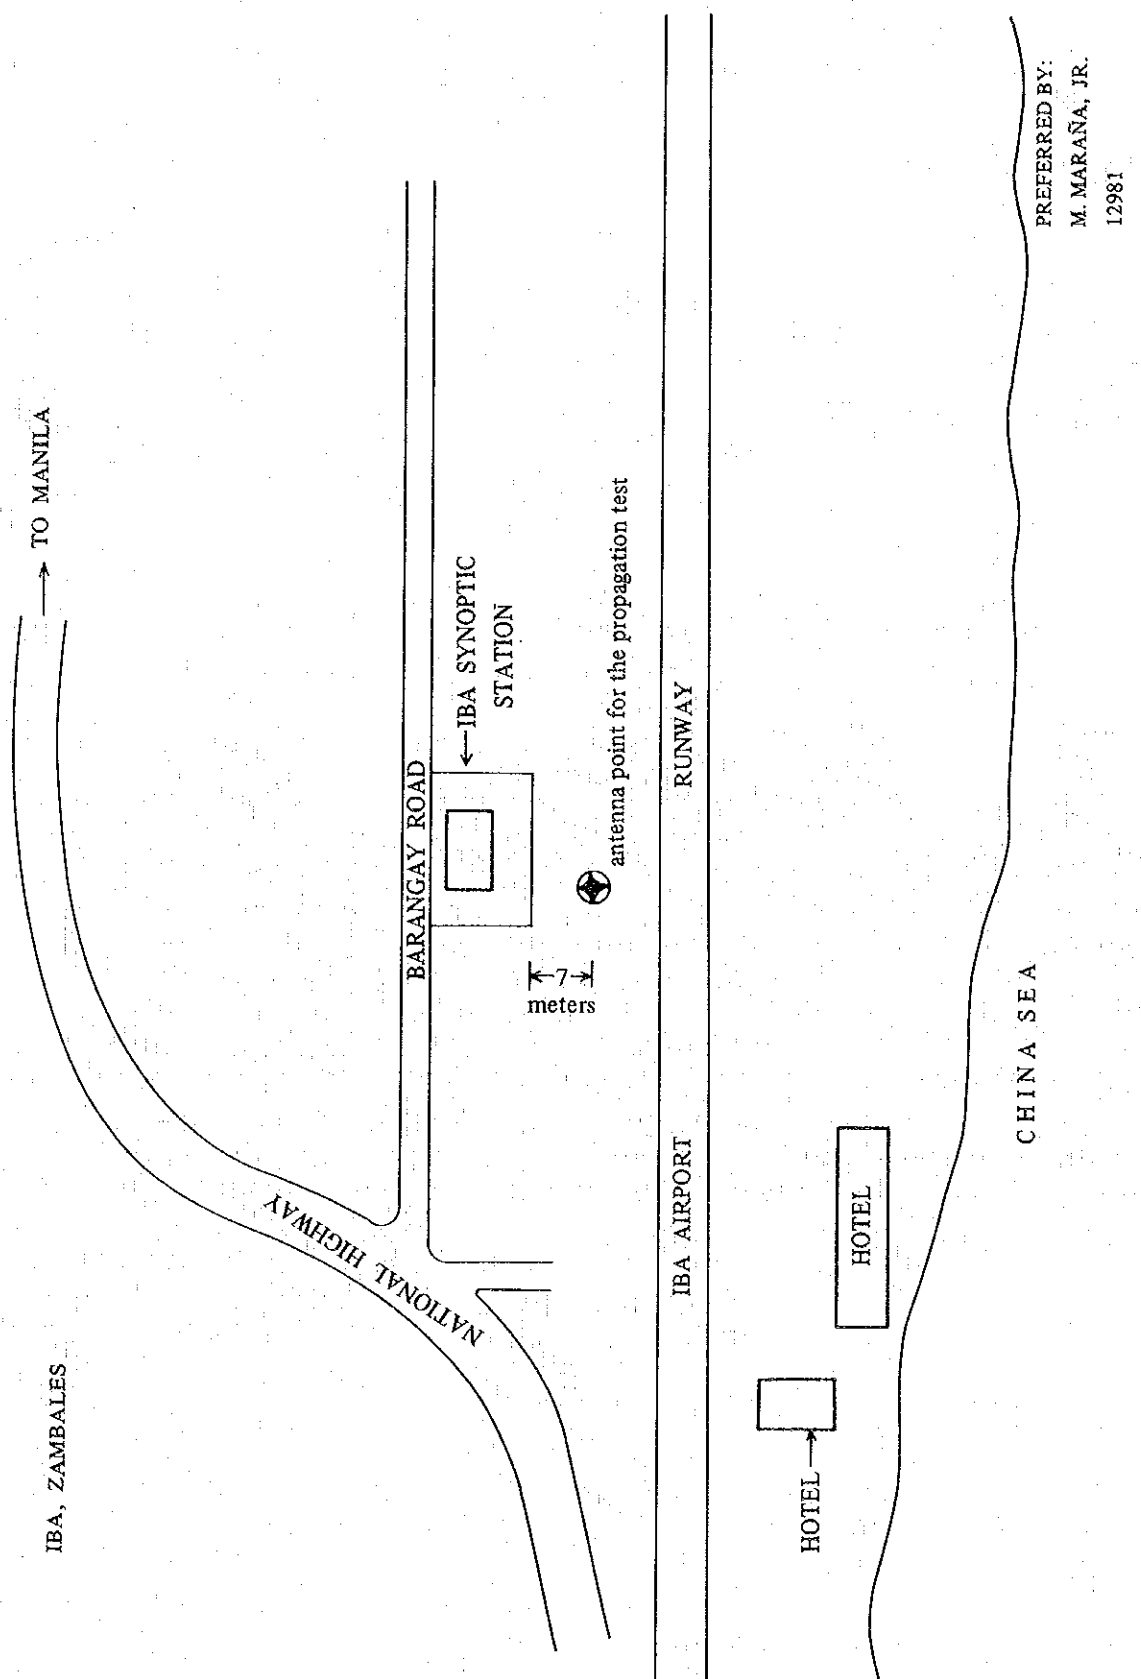 IBA, ZAMBALES
TO MANILA
NATIONAL HIGHWAY
BARANGAY ROAD
IBA SYNOPTIC
STATION
7
meters
antenna point for the propagation test
IBA AIRPORT
RUNWAY
HOTEL
HOTEL
CHINA SEA
PREFERRED BY:
M. MARAÑA, JR.
12981